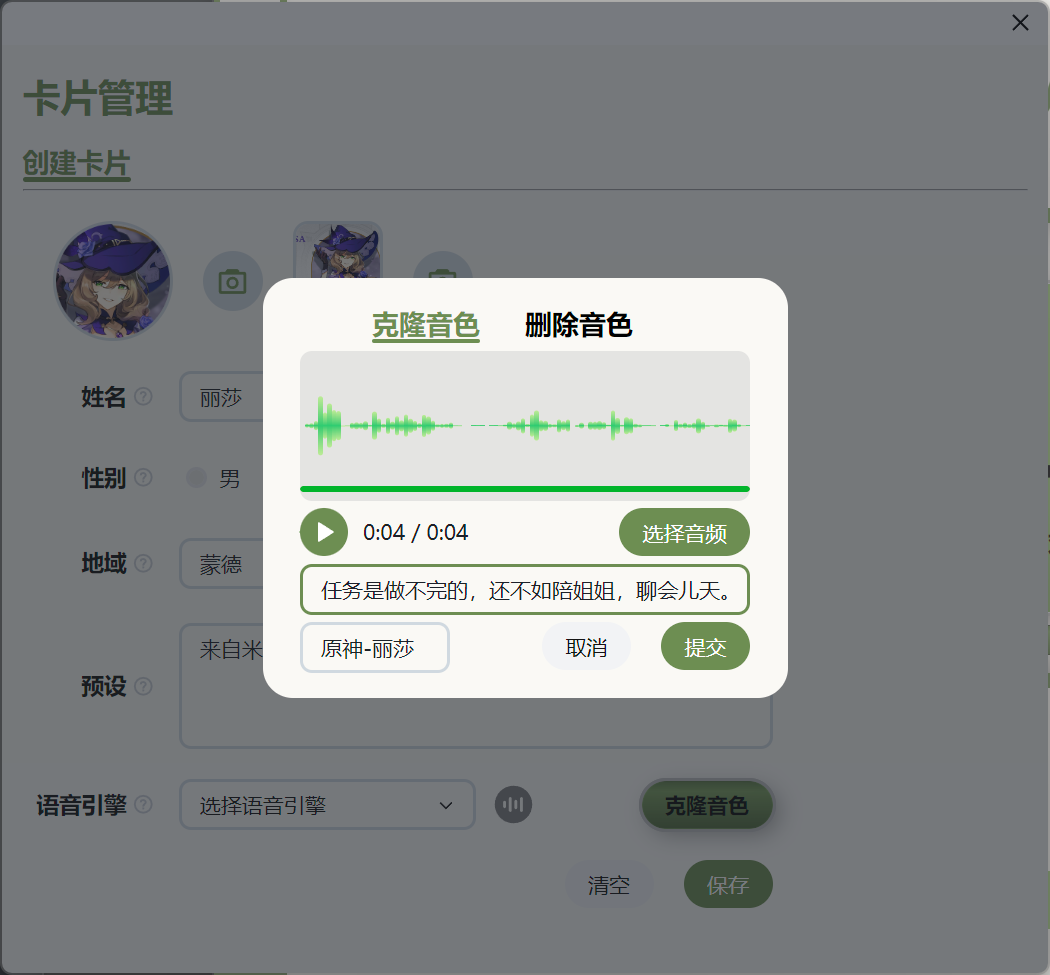 卡片管理
创建卡片
克隆音色 删除音色
姓名 丽莎
性别 男
0:04 / 0:04 选择音频
地域 蒙德
任务是做不完的，还不如陪姐姐，聊会儿天。
原神-丽莎 取消 提交
来自米
预设
语音引擎 选择语音引擎 克隆音色
清空 保存